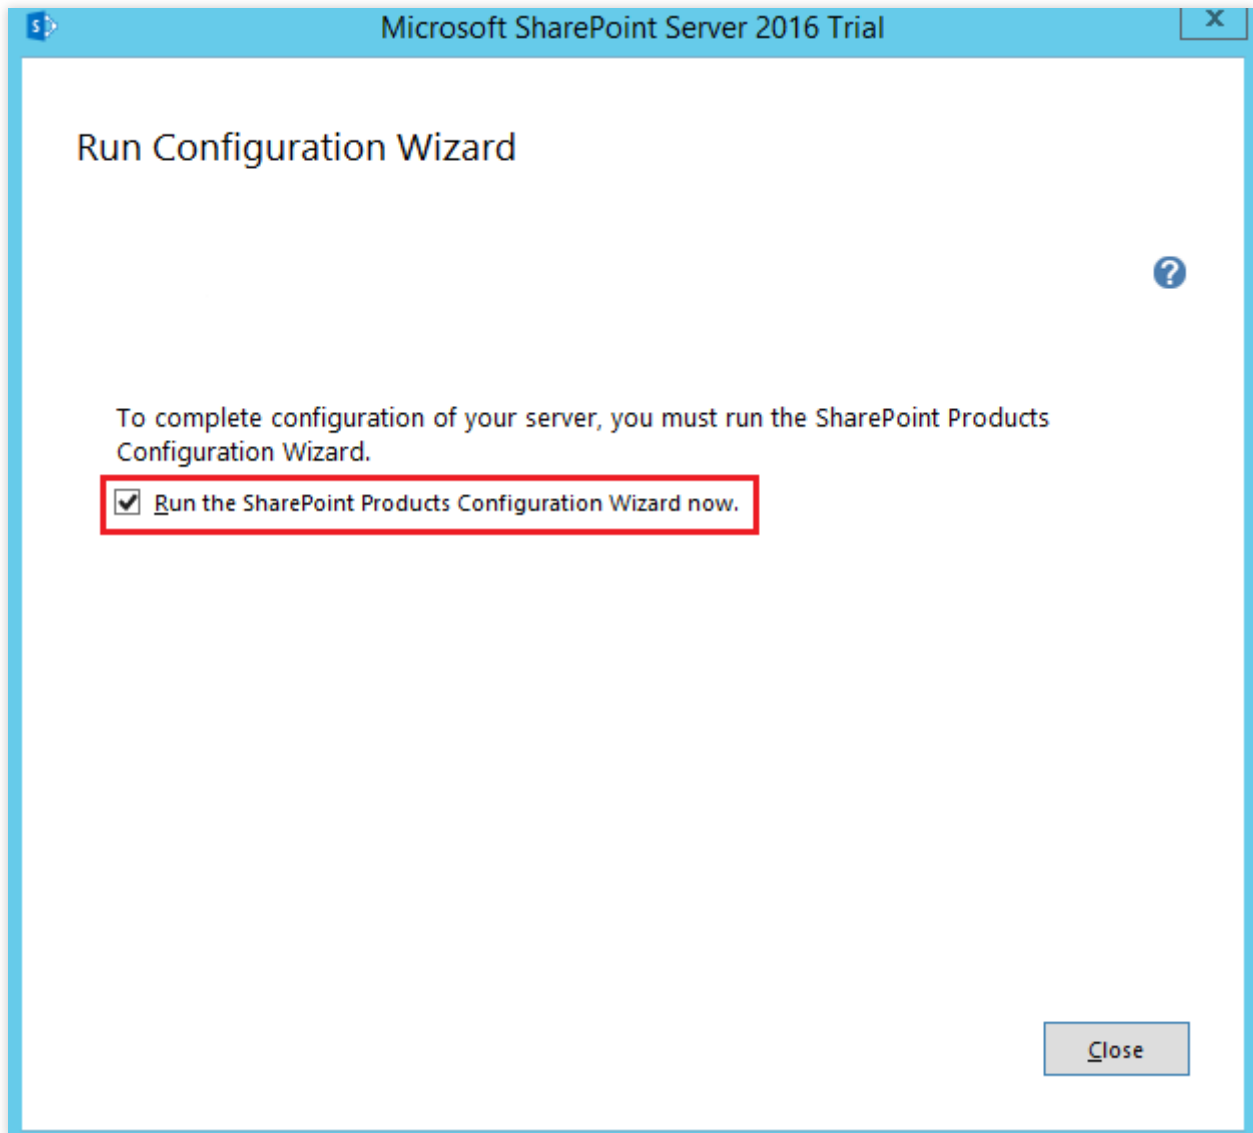 S
Microsoft SharePoint Server 2016 Trial
X
Run Configuration Wizard
?
To complete configuration of your server, you must run the SharePoint Products
Configuration Wizard.
Run the SharePoint Products Configuration Wizard now.
Close